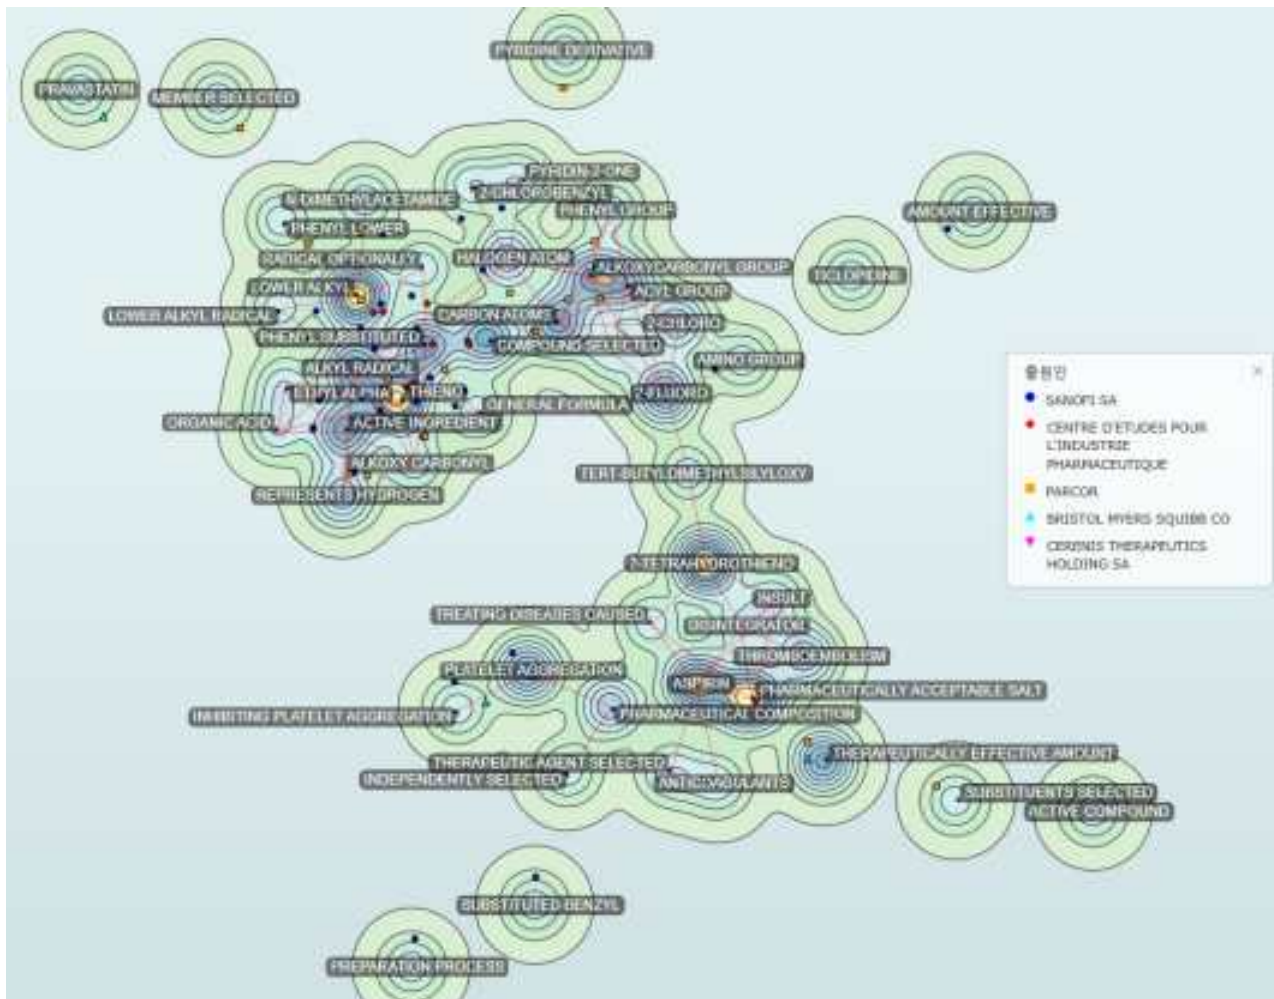 PYRIDINE DERIVATIVE
PRAVASTATIN
MEMBER SELECTED
PYRIDIN-2-ONE
2-CHLOROBENZYL
N-DIMETHYLACETAMIDE
PHENYL GROUP
AMOUNT EFFECTIVE
PHENYL LOWER
RADICAL OPTIONALLY
HALOGEN ATOM
ALKOXYCARBONYL GROUP
TICLOPIDINE
LOWER ALKYL
ACYL GROUP
LOWER ALKYL RADICAL
CARBON ATOMS
2-CHLORO
PHENYL SUBSTITUTED
COMPOUND SELECTED
AMINO GROUP
ALKYL RADICAL
THIENO
2-FLUORO
GENERAL FORMULA
ORGANIC ACID
ACTIVE INGREDIENT
ALKOXY CARBONYL
TERT-BUTYLDIMETHYLSILYLOXY
REPRESENTS HYDROGEN
출원인
SANOFI SA
CENTRE D'ETUDES POUR
L'INDUSTRIE
PHARMACEUTIQUE
PARCOR
BRISTOL MYERS SQUIBB CO
CERENIS THERAPEUTICS
HOLDING SA
7-TETRAHYDROTHIENO
INSULT
TREATING DISEASES CAUSED
DISINTEGRATOR
THROMBOEMBOLISM
PLATELET AGGREGATION
ASPIRIN
PHARMACEUTICALLY ACCEPTABLE SALT
INHIBITING PLATELET AGGREGATION
PHARMACEUTICAL COMPOSITION
THERAPEUTICALLY EFFECTIVE AMOUNT
THERAPEUTIC AGENT SELECTED
INDEPENDENTLY SELECTED
ANTICOAGULANTS
SUBSTITUENTS SELECTED
ACTIVE COMPOUND
SUBSTITUTED BENZYL
PREPARATION PROCESS